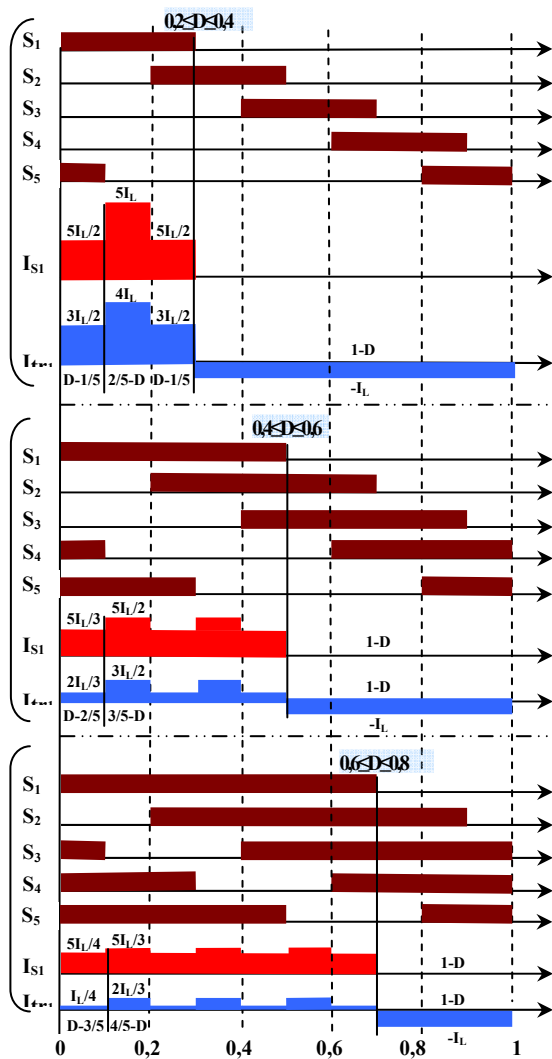 0,2≤D≤0,4
S1
S2
S3
S4
S5
5IL
5IL/2 5IL/2
IS1
4IL
3IL/2 3IL/2
1-D
Itr1
D-1/5 2/5-D D-1/5 -IL
0,4≤D≤0,6
S1
S2
S3
S4
S5
5IL/3 5IL/2
IS1 1-D
2IL/3 3IL/2 1-D
Itr1
D-2/5 3/5-D -IL
0,6≤D≤0,8
S1
S2
S3
S4
S5
5IL/4 5IL/3
IS1 1-D
IL/4 2IL/3 1-D
Itr1
D-3/5 4/5-D -IL
0 0,2 0,4 0,6 0,8 1